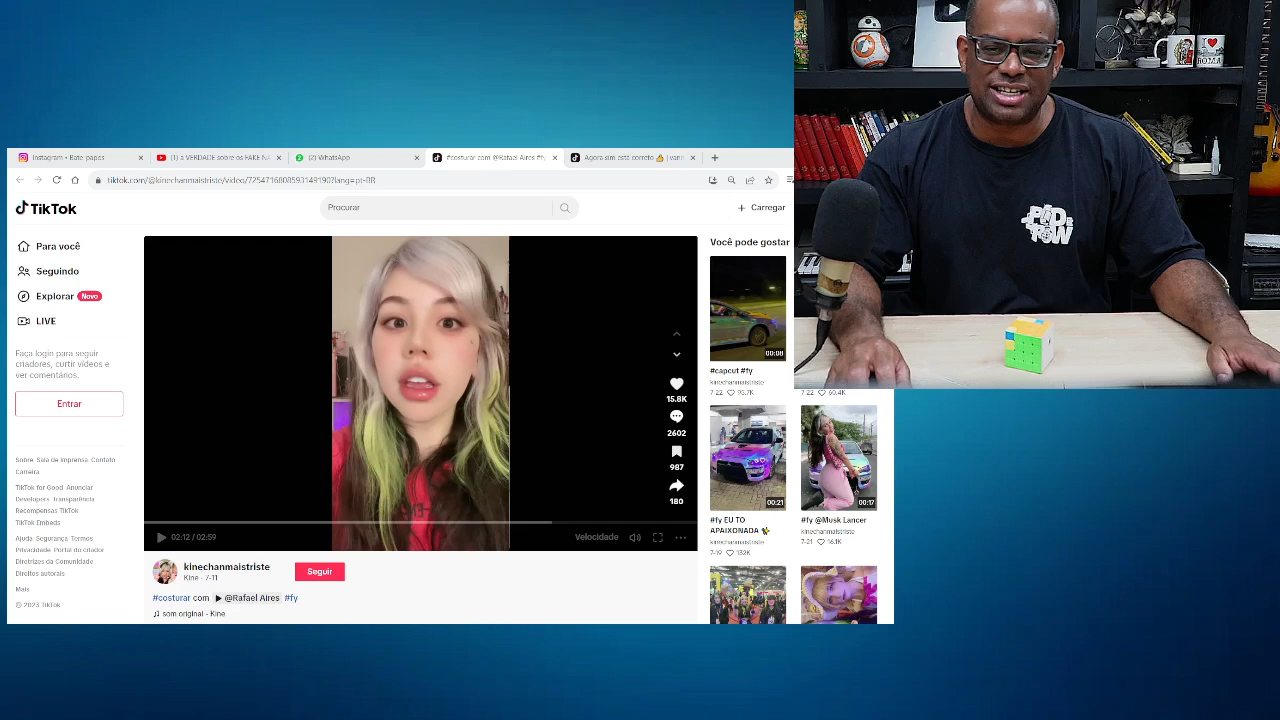 Instagram • Bate-papos
(1) a VERDADE sobre os FAKE NA
(2) WhatsApp
#costurar com @Rafael Aires #fy
Agora sim está correto 👍 | vani
tiktok.com/@kinechanmaistriste/video/7254716808593149190?lang=pt-BR
TikTok
Procurar
Carregar
Para você
Seguindo
Explorar Novo
LIVE
Faça login para seguir
criadores, curtir vídeos e
ver comentários.
Entrar
Sobre Sala de Imprensa Contato
Carreira
TikTok for Good Anunciar
Developers Transparência
Recompensas TikTok
TikTok Embeds
Ajuda Segurança Termos
Privacidade Portal do criador
Diretrizes da Comunidade
Direitos autorais
Mais
© 2023 TikTok
15.8K
2602
987
180
02:12 / 02:59
Velocidade
kinechanmaistriste
Kine · 7-11
Seguir
#costurar com ▶ @Rafael Aires #fy
♫ som original - Kine
Você pode gostar
00:08
#capcut #fy
kinechanmaistriste
7-22 95.7K
7-22 60.4K
00:21
#fy EU TO
APAIXONADA
kinechanmaistriste
7-19 132K
00:17
#fy @Musk Lancer
kinechanmaistriste
7-21 16.1K
I ♥
ROMA